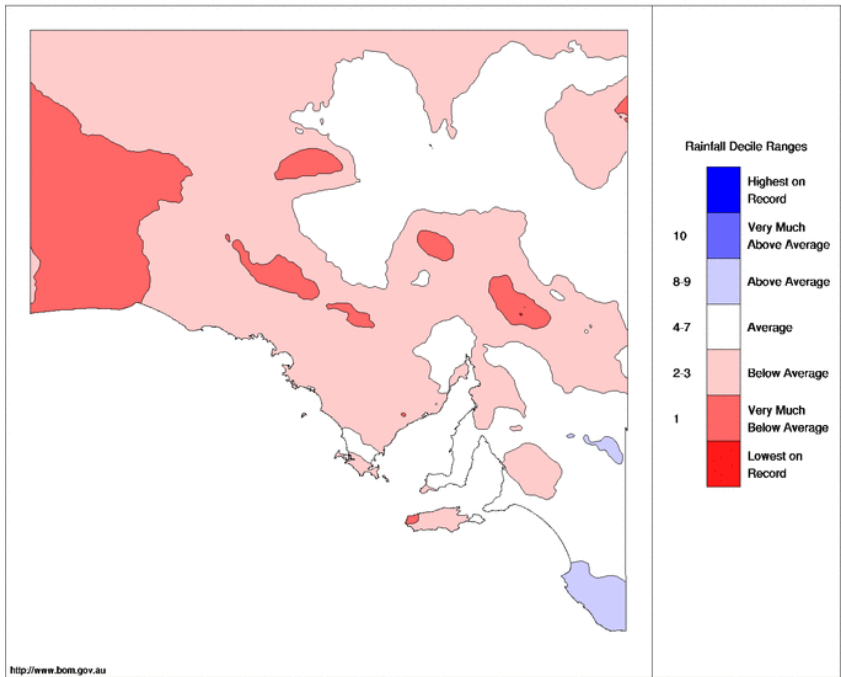 Rainfall Decile Ranges
Highest on
Record
10
Very Much
Above Average
8-9
Above Average
4-7
Average
2-3
Below Average
1
Very Much
Below Average
Lowest on
Record
http://www.bom.gov.au